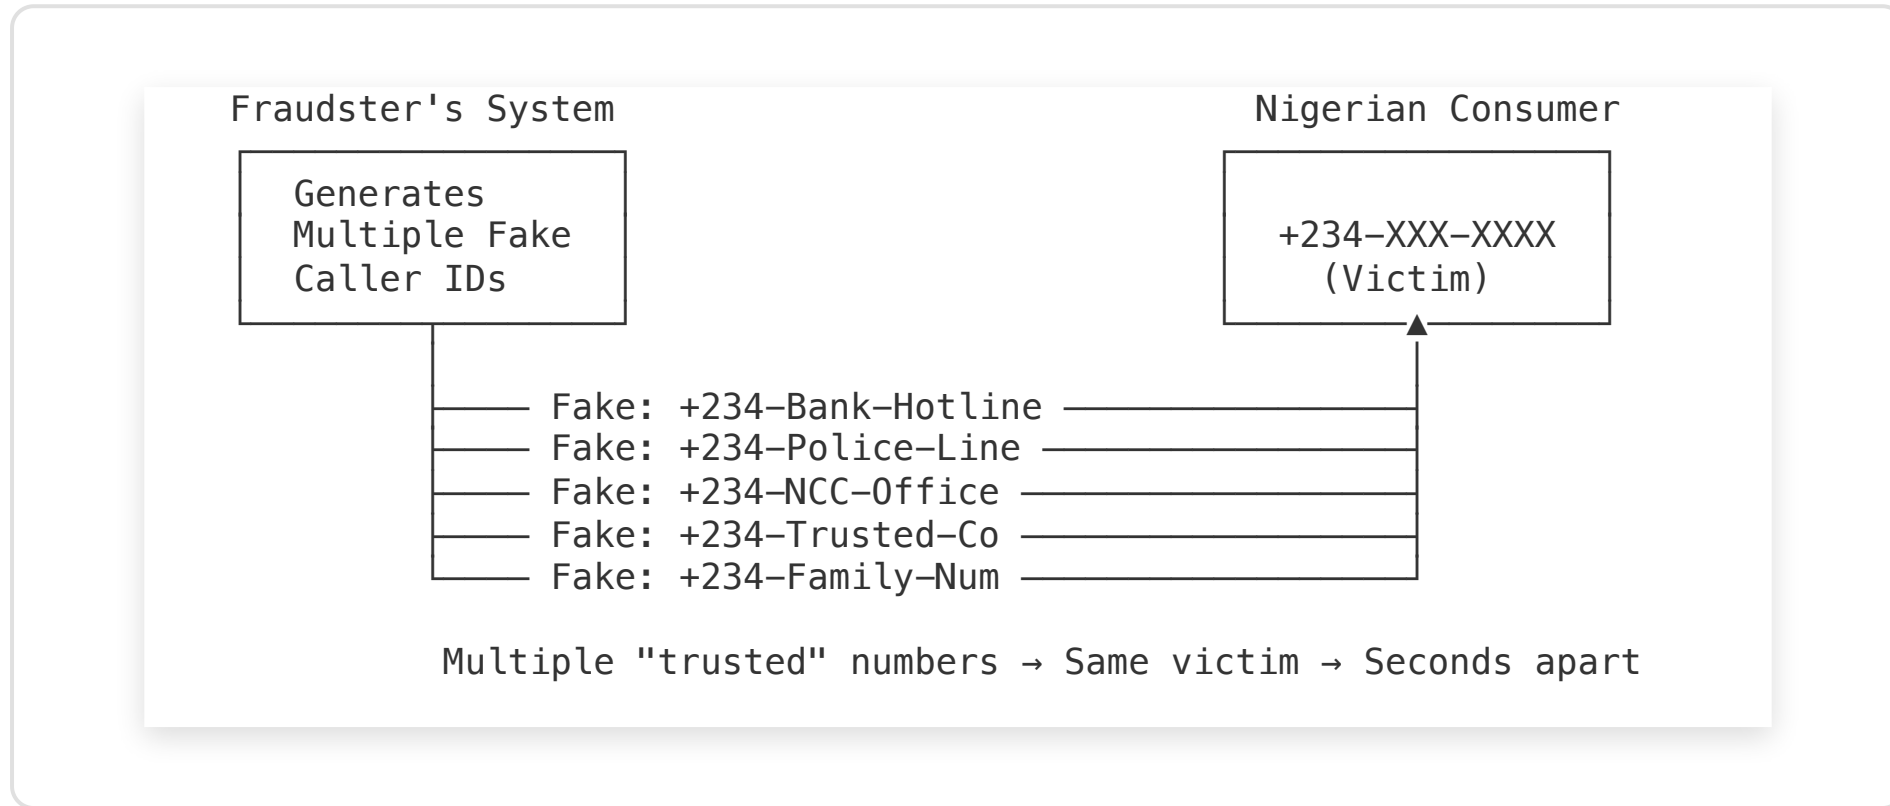 Fraudster's System
Nigerian Consumer
Generates
Multiple Fake
Caller IDs
+234-XXX-XXXX
(Victim)
Fake: +234-Bank-Hotline
Fake: +234-Police-Line
Fake: +234-NCC-Office
Fake: +234-Trusted-Co
Fake: +234-Family-Num
Multiple "trusted" numbers → Same victim → Seconds apart